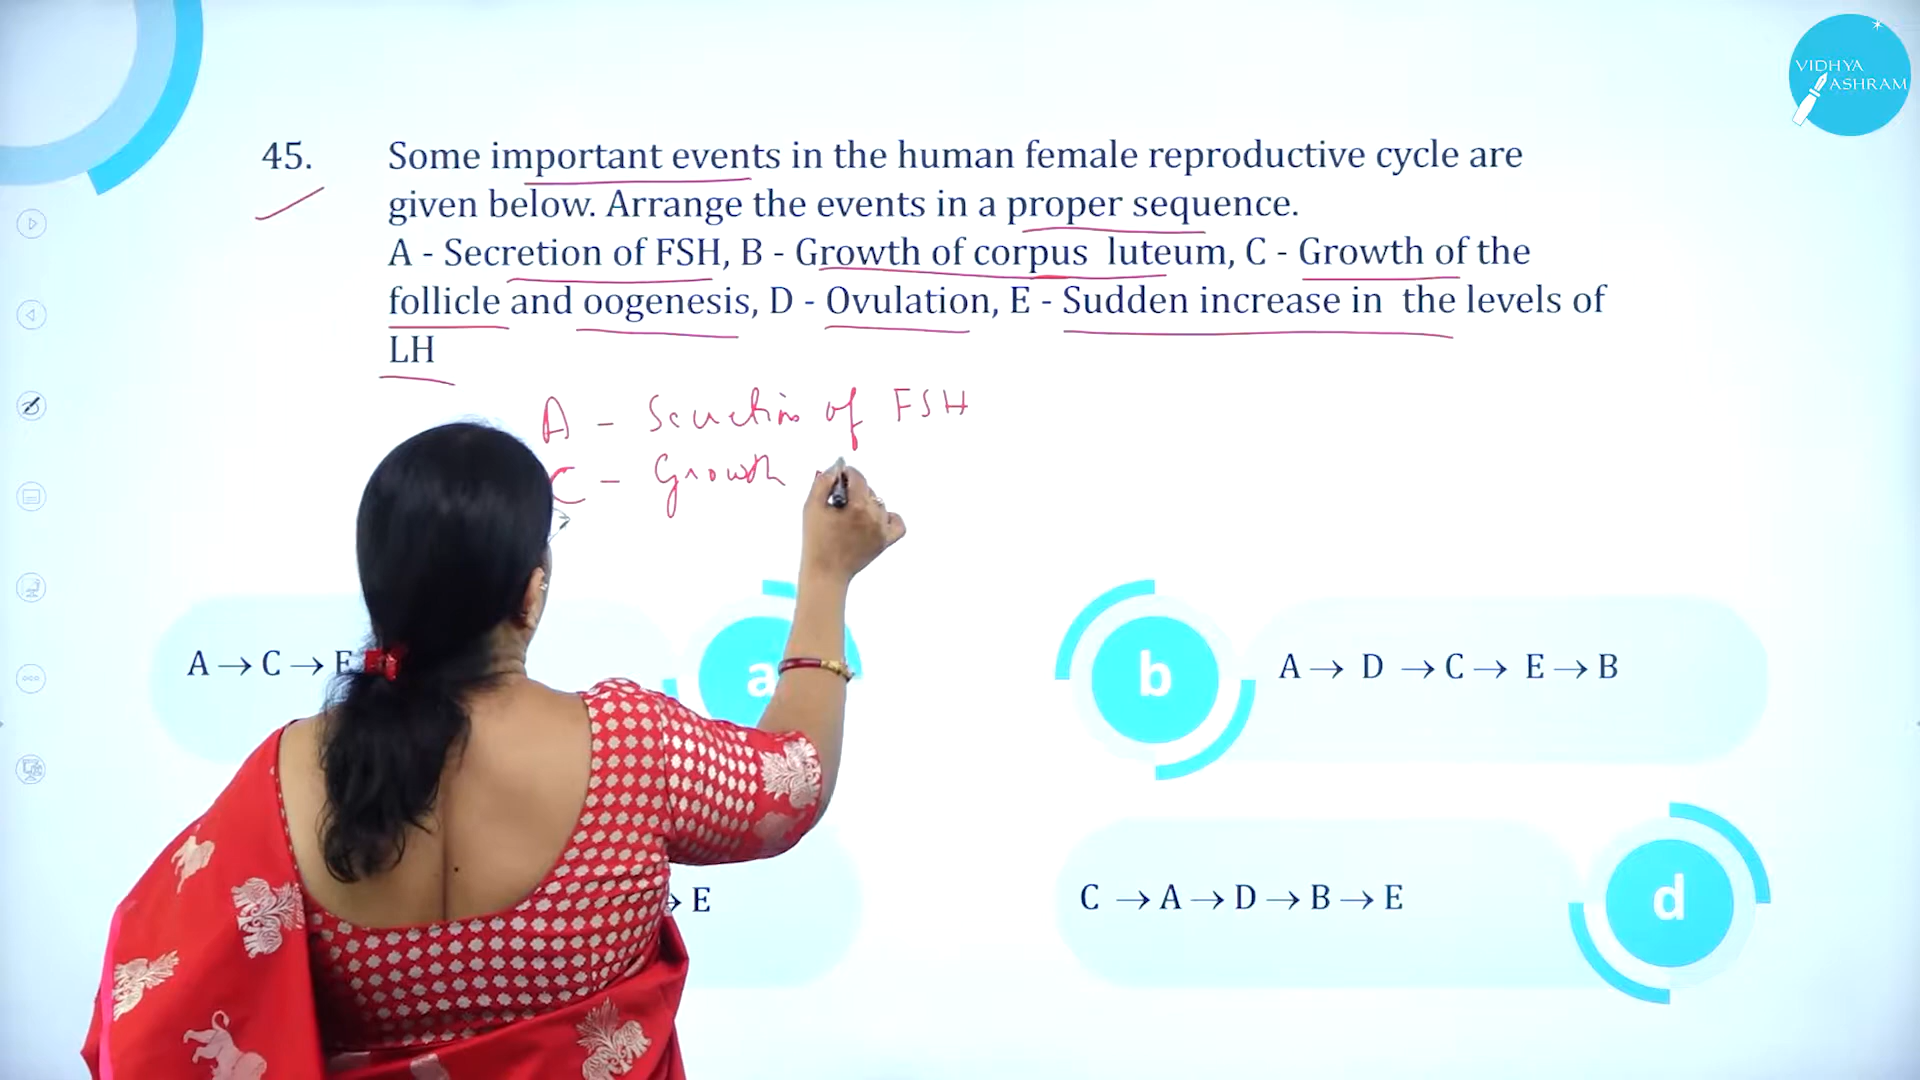 VIDHYA
ASHRAM
45. Some important events in the human female reproductive cycle are
given below. Arrange the events in a proper sequence.
A - Secretion of FSH, B - Growth of corpus luteum, C - Growth of the
follicle and oogenesis, D - Ovulation, E - Sudden increase in the levels of
LH
A - Secretion of FSH
C - Growth
A → C → E
a
b
A → D → C → E → B
→ E
C → A → D → B → E
d